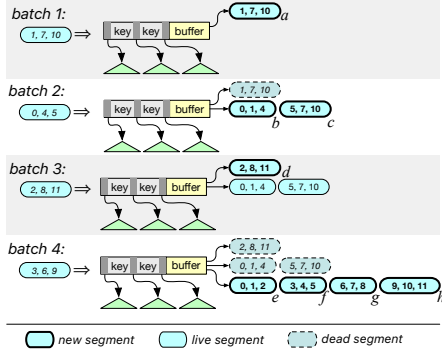 batch 1:
1, 7, 10
key key buffer
1, 7, 10 a
batch 2:
0, 4, 5
key key buffer
1, 7, 10
0, 1, 4 b 5, 7, 10 c
batch 3:
2, 8, 11
key key buffer
2, 8, 11 d
0, 1, 4 5, 7, 10
batch 4:
3, 6, 9
key key buffer
2, 8, 11
0, 1, 4 5, 7, 10
0, 1, 2 e 3, 4, 5 f 6, 7, 8 g 9, 10, 11 h
new segment live segment dead segment